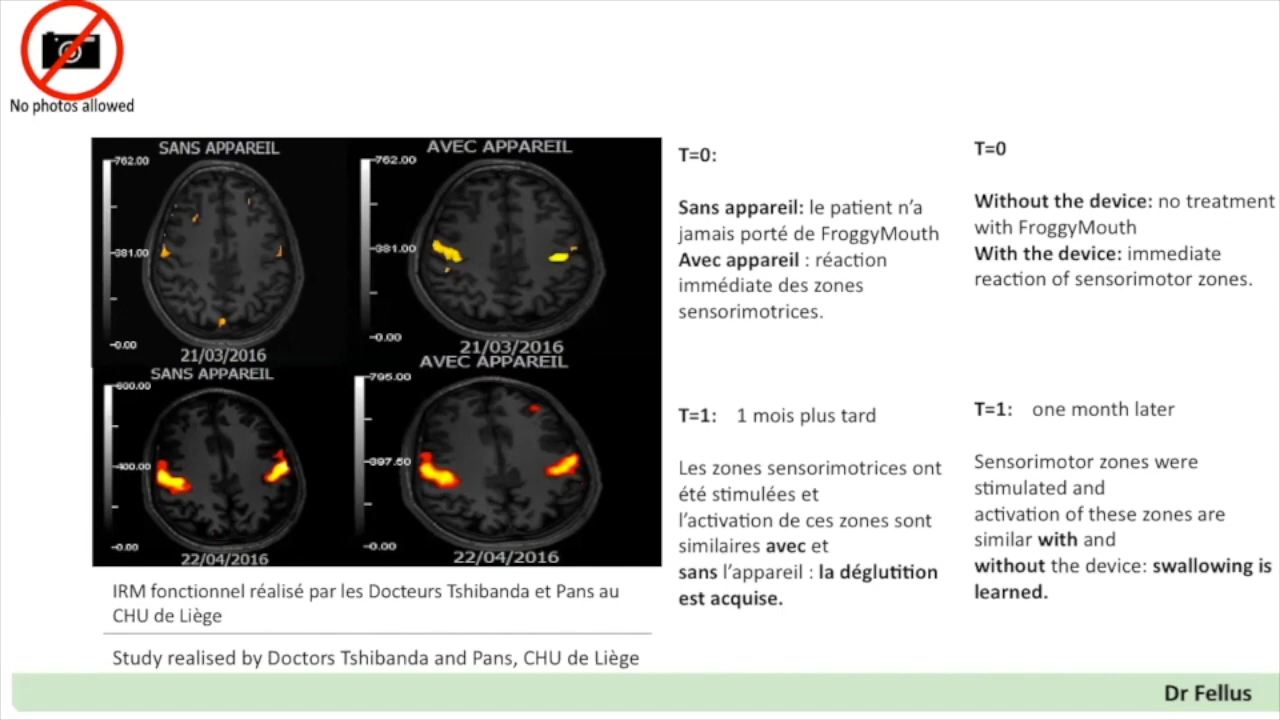 No photos allowed
SANS APPAREIL
762.00
381.00
0.00
21/03/2016
AVEC APPAREIL
762.00
381.00
0.00
21/03/2016
SANS APPAREIL
800.00
400.00
0.00
22/04/2016
AVEC APPAREIL
795.00
397.50
0.00
22/04/2016
IRM fonctionnel réalisé par les Docteurs Tshibanda et Pans au
CHU de Liège
Study realised by Doctors Tshibanda and Pans, CHU de Liège
T=0:
Sans appareil: le patient n’a
jamais porté de FroggyMouth
Avec appareil : réaction
immédiate des zones
sensorimotrices.
T=1: 1 mois plus tard
Les zones sensorimotrices ont
été stimulées et
l’activation de ces zones sont
similaires avec et
sans l’appareil : la déglutition
est acquise.
T=0
Without the device: no treatment
with FroggyMouth
With the device: immediate
reaction of sensorimotor zones.
T=1: one month later
Sensorimotor zones were
stimulated and
activation of these zones are
similar with and
without the device: swallowing is
learned.
Dr Fellus